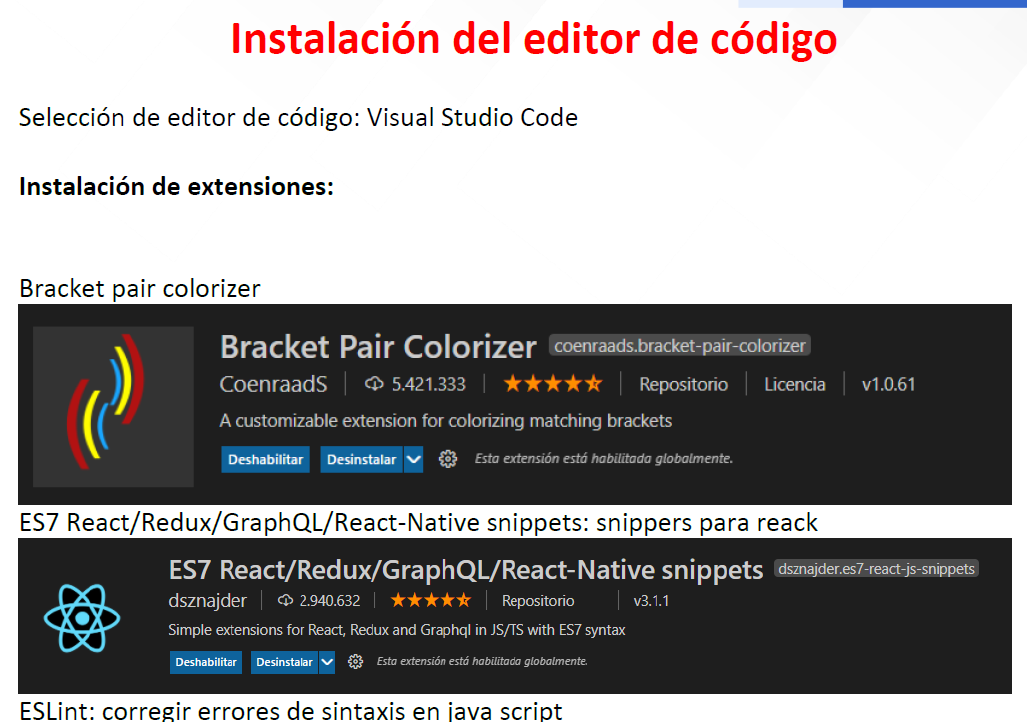 Instalación del editor de código
Selección de editor de código: Visual Studio Code
Instalación de extensiones:
Bracket pair colorizer
Bracket Pair Colorizer coenraads.bracket-pair-colorizer
CoenraadS 5.421.333 Repositorio Licencia v1.0.61
A customizable extension for colorizing matching brackets
Deshabilitar Desinstalar Esta extensión está habilitada globalmente.
ES7 React/Redux/GraphQL/React-Native snippets: snippers para reack
ES7 React/Redux/GraphQL/React-Native snippets dsznajder.es7-react-js-snippets
dsznajder 2.940.632 Repositorio v3.1.1
Simple extensions for React, Redux and Graphql in JS/TS with ES7 syntax
Deshabilitar Desinstalar Esta extensión está habilitada globalmente.
ESLint: corregir errores de sintaxis en java script